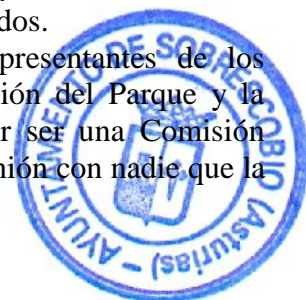 dos.
presentantes de los
ión del Parque y la
r ser una Comisión
nión con nadie que la
AYUNTAMIENTO DE SOBRESCOBIO
(Asturias)